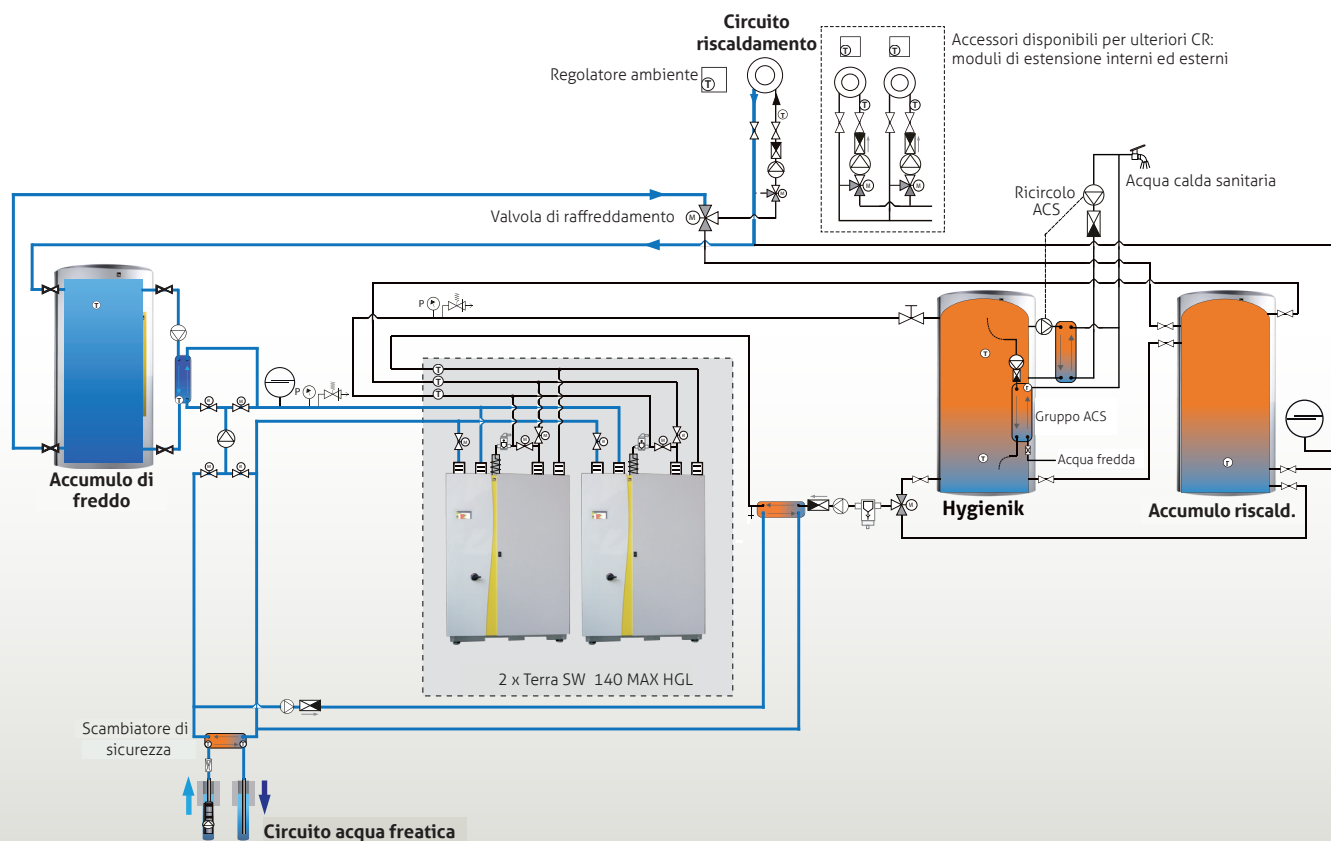 Circuito
riscaldamento
Accessori disponibili per ulteriori CR:
moduli di estensione interni ed esterni
Regolatore ambiente
T
T
T
T
T
T
M
M
M
Ricircolo
ACS
Acqua calda sanitaria
Valvola di raffreddamento
M
P
P
T
T
T
T
T
T
T
T
T
M
M
M
M
M
M
Gruppo ACS
Acqua fredda
Accumulo di
freddo
Hygienik
Accumulo riscald.
M
2 x Terra SW 140 MAX HGL
Scambiatore di
sicurezza
T
T
Circuito acqua freatica